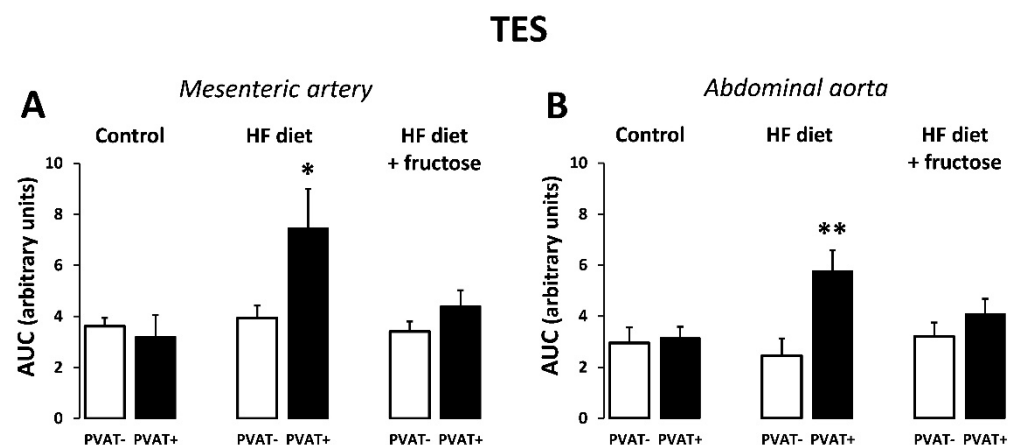 TES
A
Mesenteric artery
Control
HF diet
HF diet
+ fructose
AUC (arbitrary units)
10
8
6
4
2
0
*
PVAT- PVAT+
PVAT- PVAT+
PVAT- PVAT+
B
Abdominal aorta
Control
HF diet
HF diet
+ fructose
AUC (arbitrary units)
10
8
6
4
2
0
**
PVAT- PVAT+
PVAT- PVAT+
PVAT- PVAT+